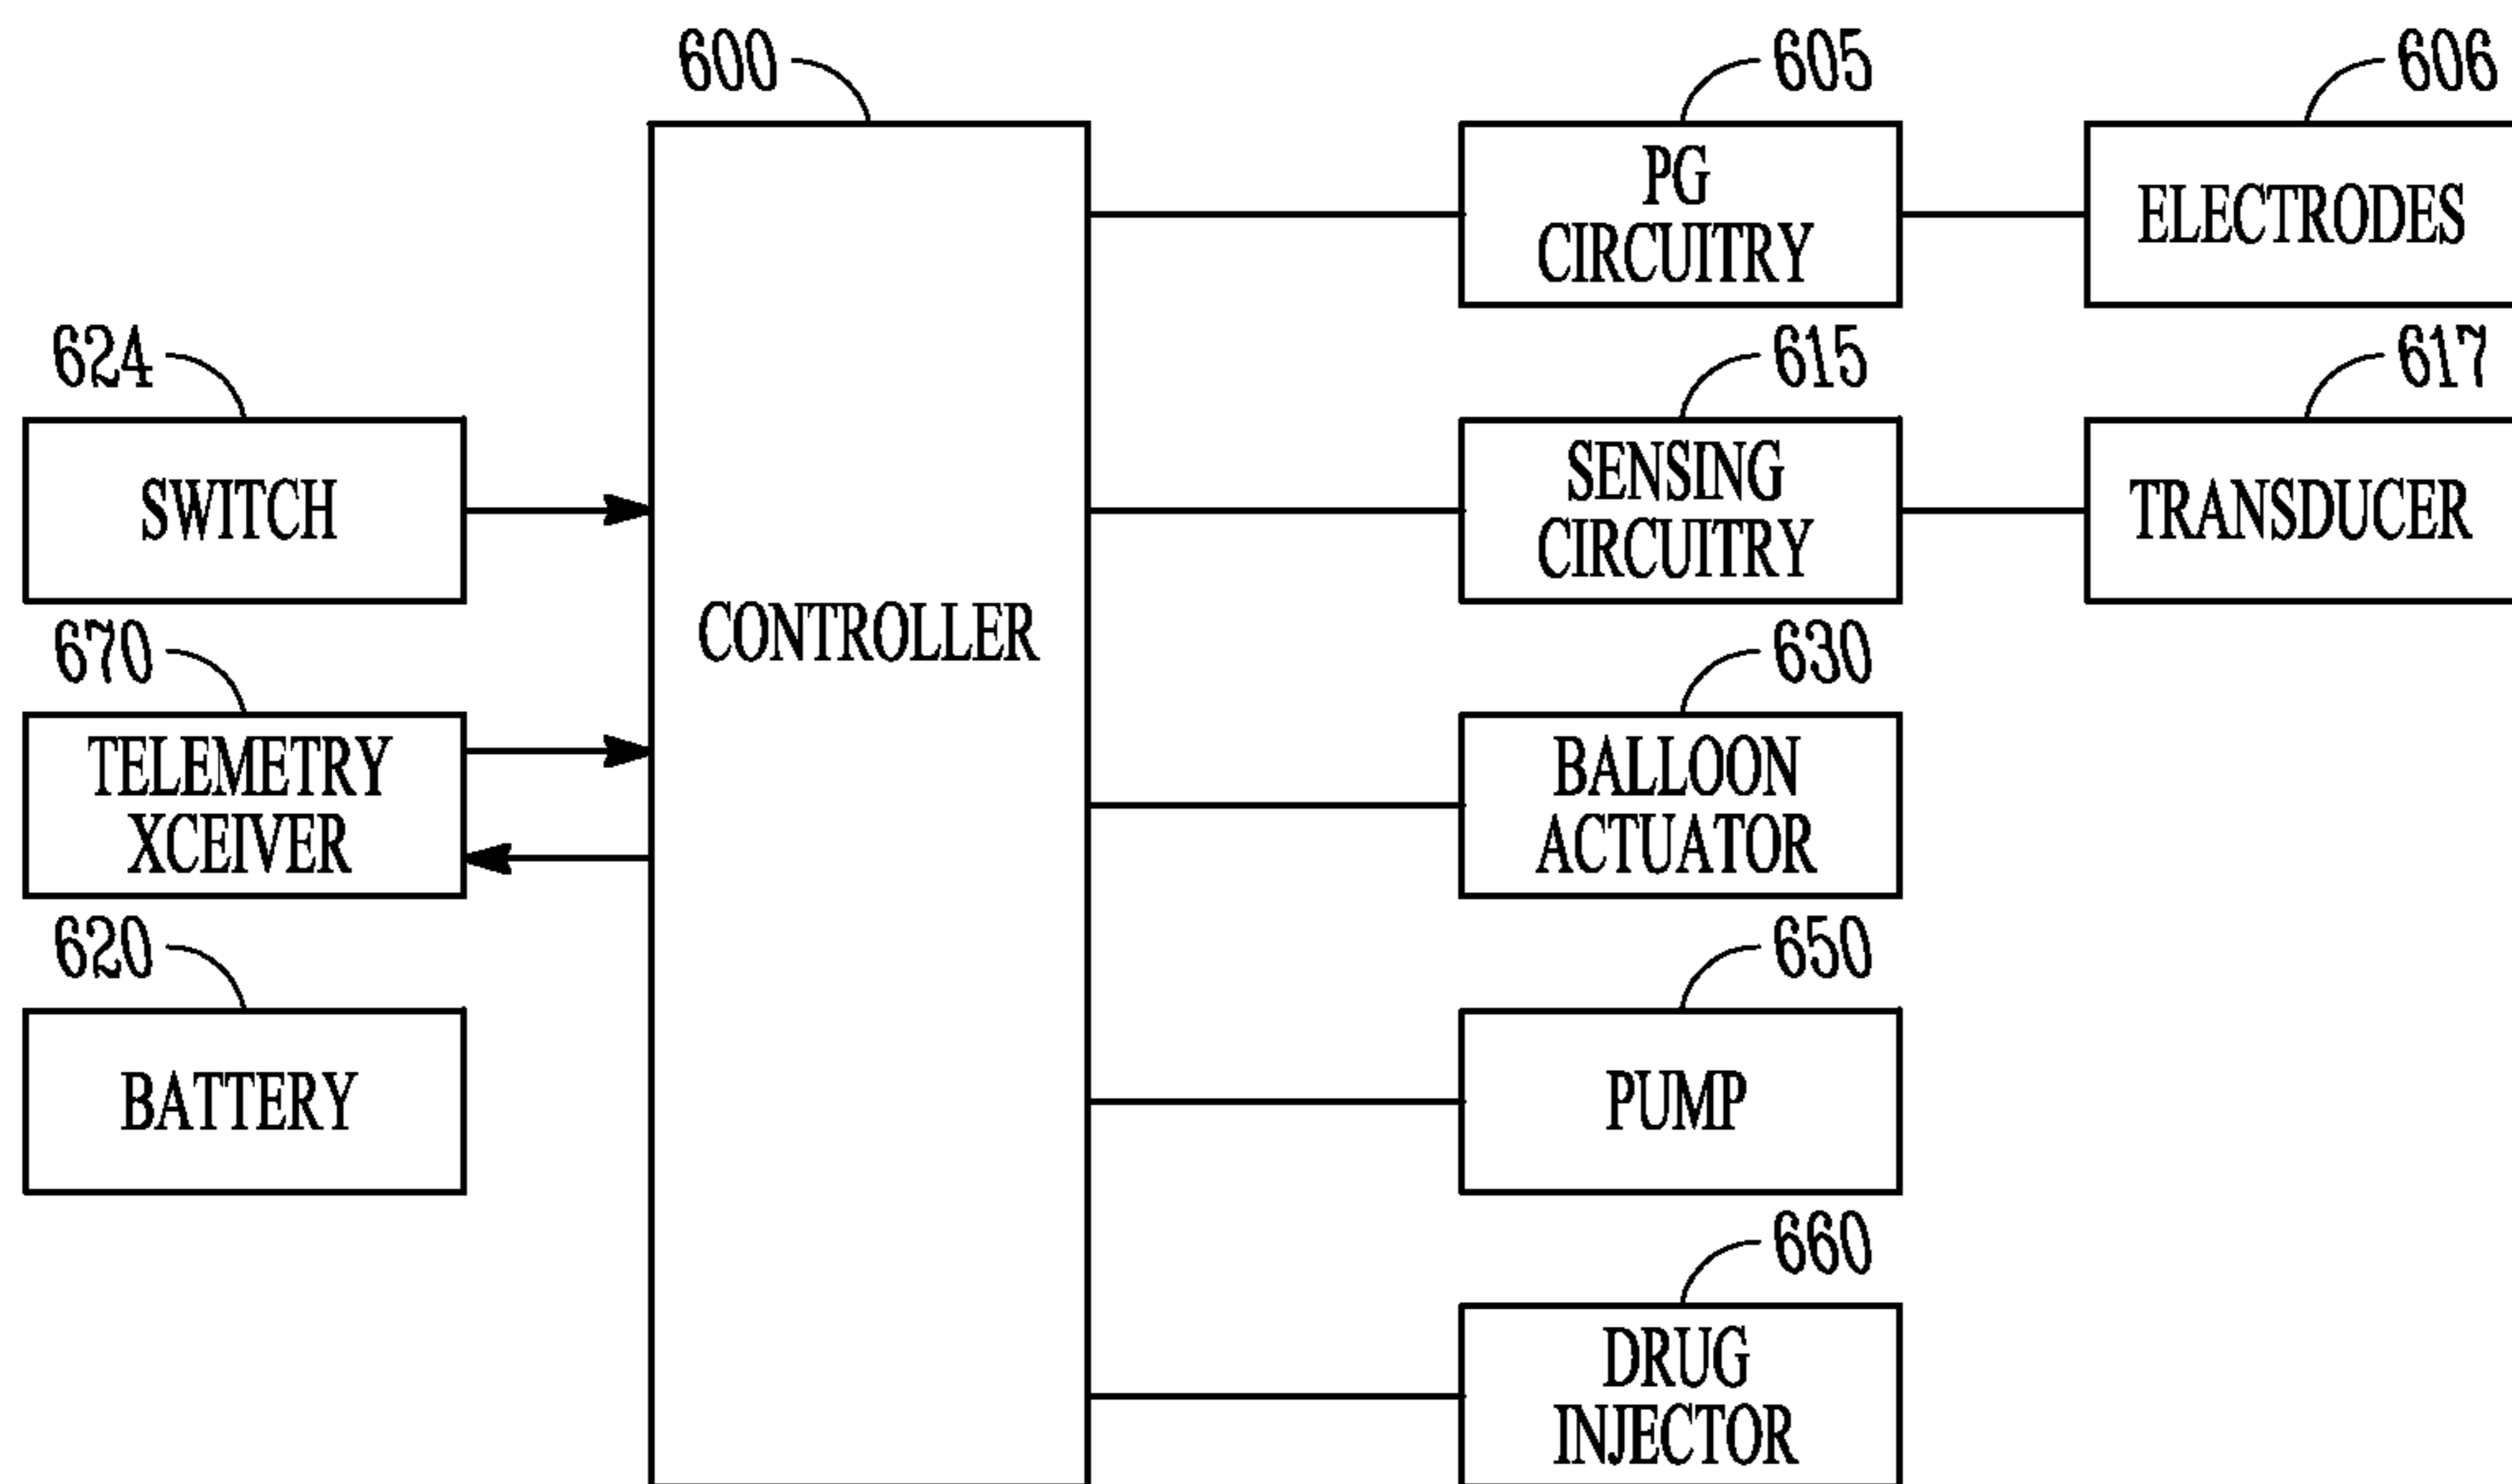 600
605
606
PG
CIRCUITRY
ELECTRODES
624
615
617
SWITCH
SENSING
CIRCUITRY
TRANSDUCER
CONTROLLER
670
630
TELEMETRY
XCEIVER
BALLOON
ACTUATOR
620
650
BATTERY
PUMP
660
DRUG
INJECTOR